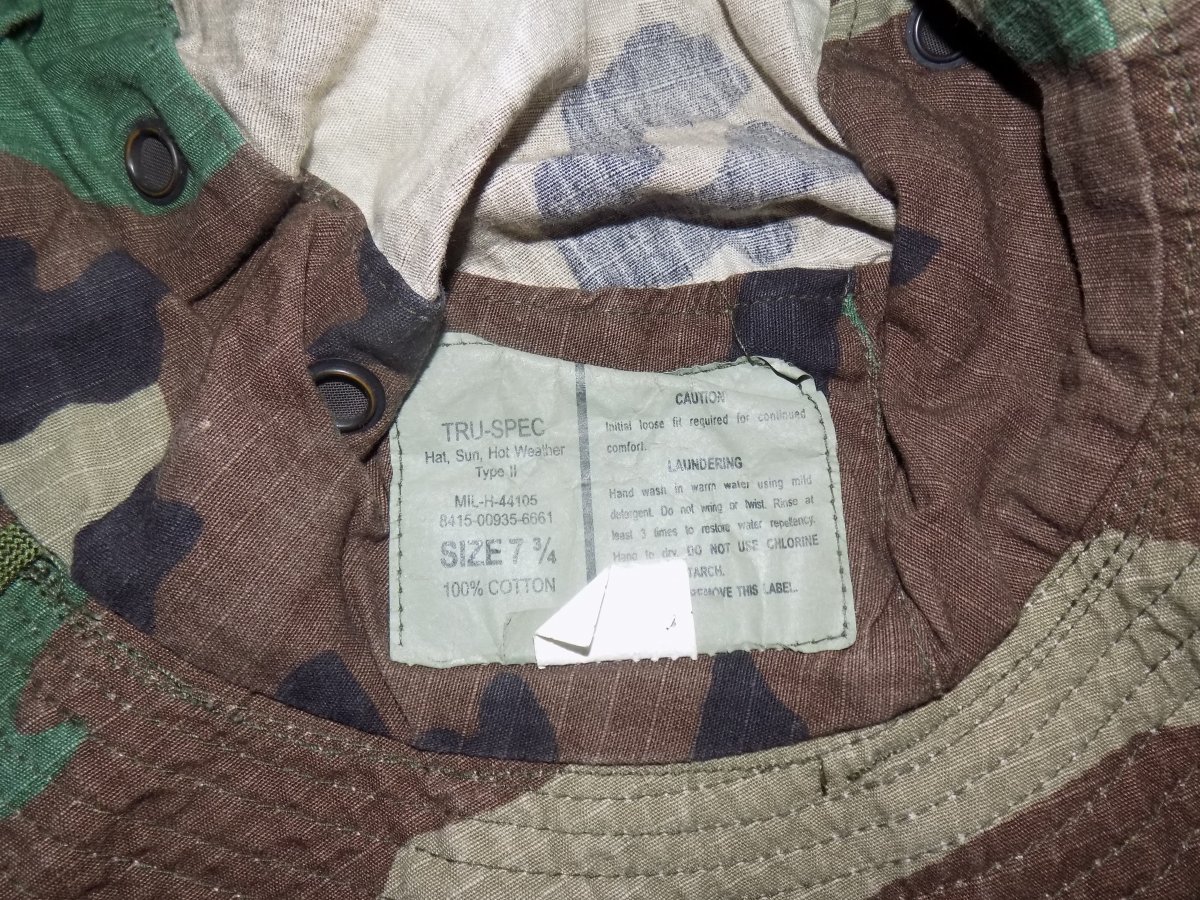 TRU-SPEC
Hat, Sun, Hot Weather
Type II
MIL-H-44105
8415-00935-6661
SIZE 7 ¾
100% COTTON
CAUTION
Initial loose fit required for continued
comfort.
LAUNDERING
Hand wash in warm water using mild
detergent. Do not wring or twist. Rinse at
least 3 times to restore water repellency.
Hang to dry. DO NOT USE CHLORINE
TARCH.
REMOVE THIS LABEL.